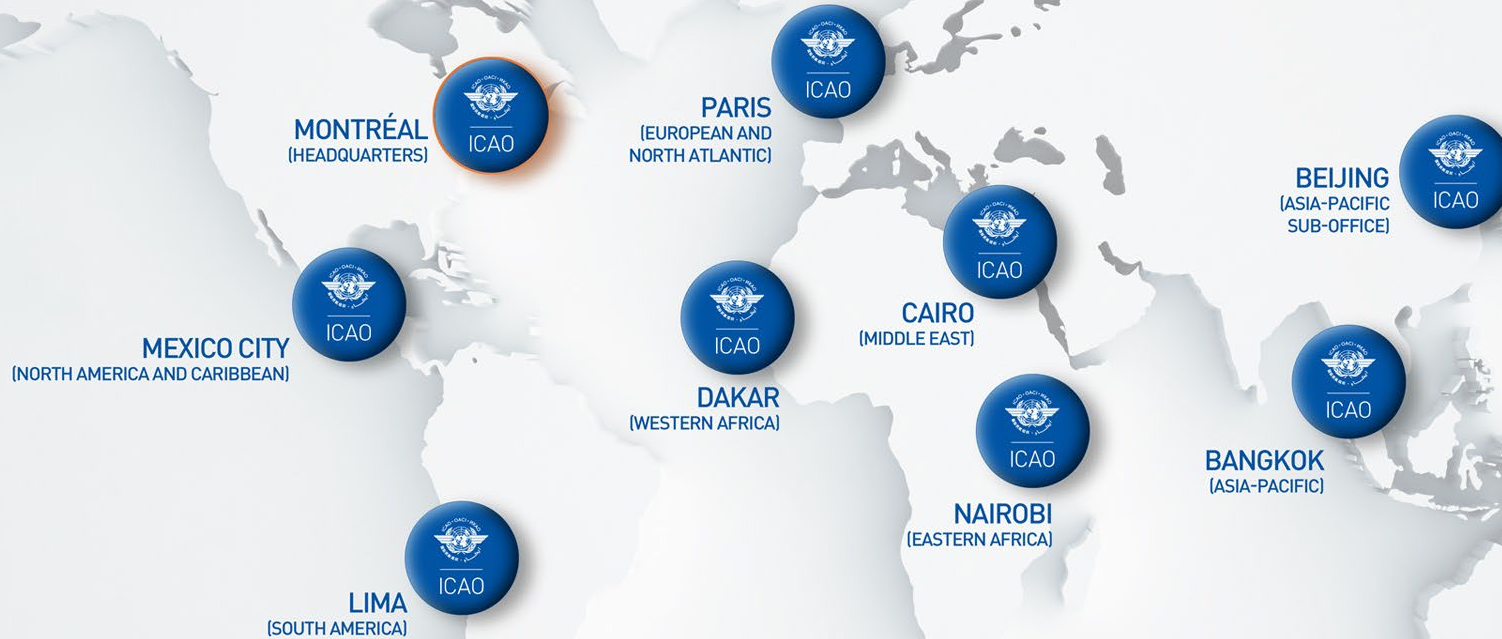 ICAO
MONTRÉAL
(HEADQUARTERS)
ICAO
PARIS
(EUROPEAN AND
NORTH ATLANTIC)
ICAO
BEIJING
(ASIA-PACIFIC
SUB-OFFICE)
ICAO
MEXICO CITY
(NORTH AMERICA AND CARIBBEAN)
ICAO
DAKAR
(WESTERN AFRICA)
ICAO
CAIRO
(MIDDLE EAST)
ICAO
BANGKOK
(ASIA-PACIFIC)
ICAO
NAIROBI
(EASTERN AFRICA)
ICAO
LIMA
(SOUTH AMERICA)